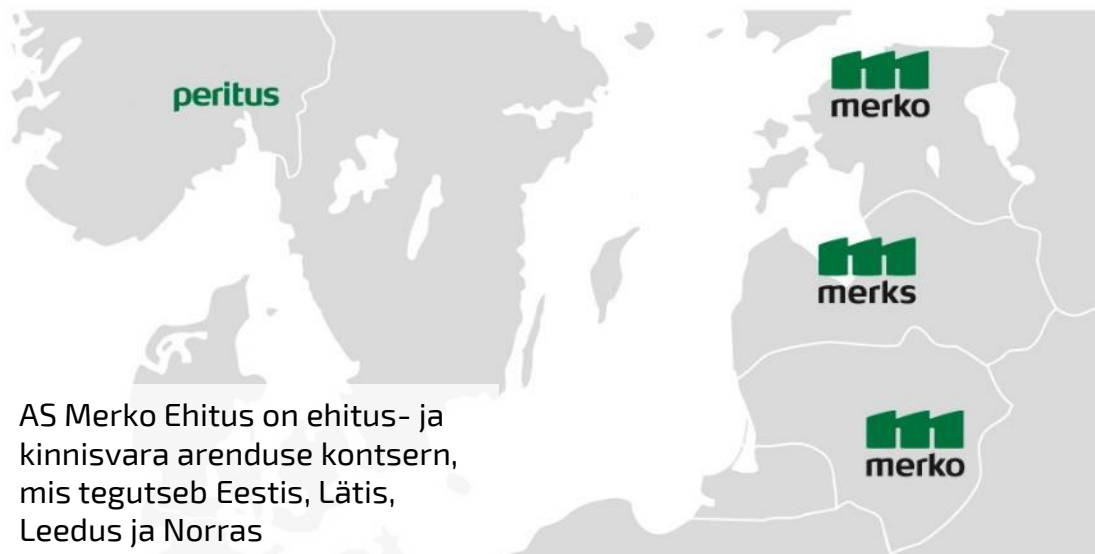 peritus
merko
merks
merko
AS Merko Ehitus on ehitus- ja
kinnisvara arenduse kontsern,
mis tegutseb Eestis, Lätis,
Leedus ja Norras